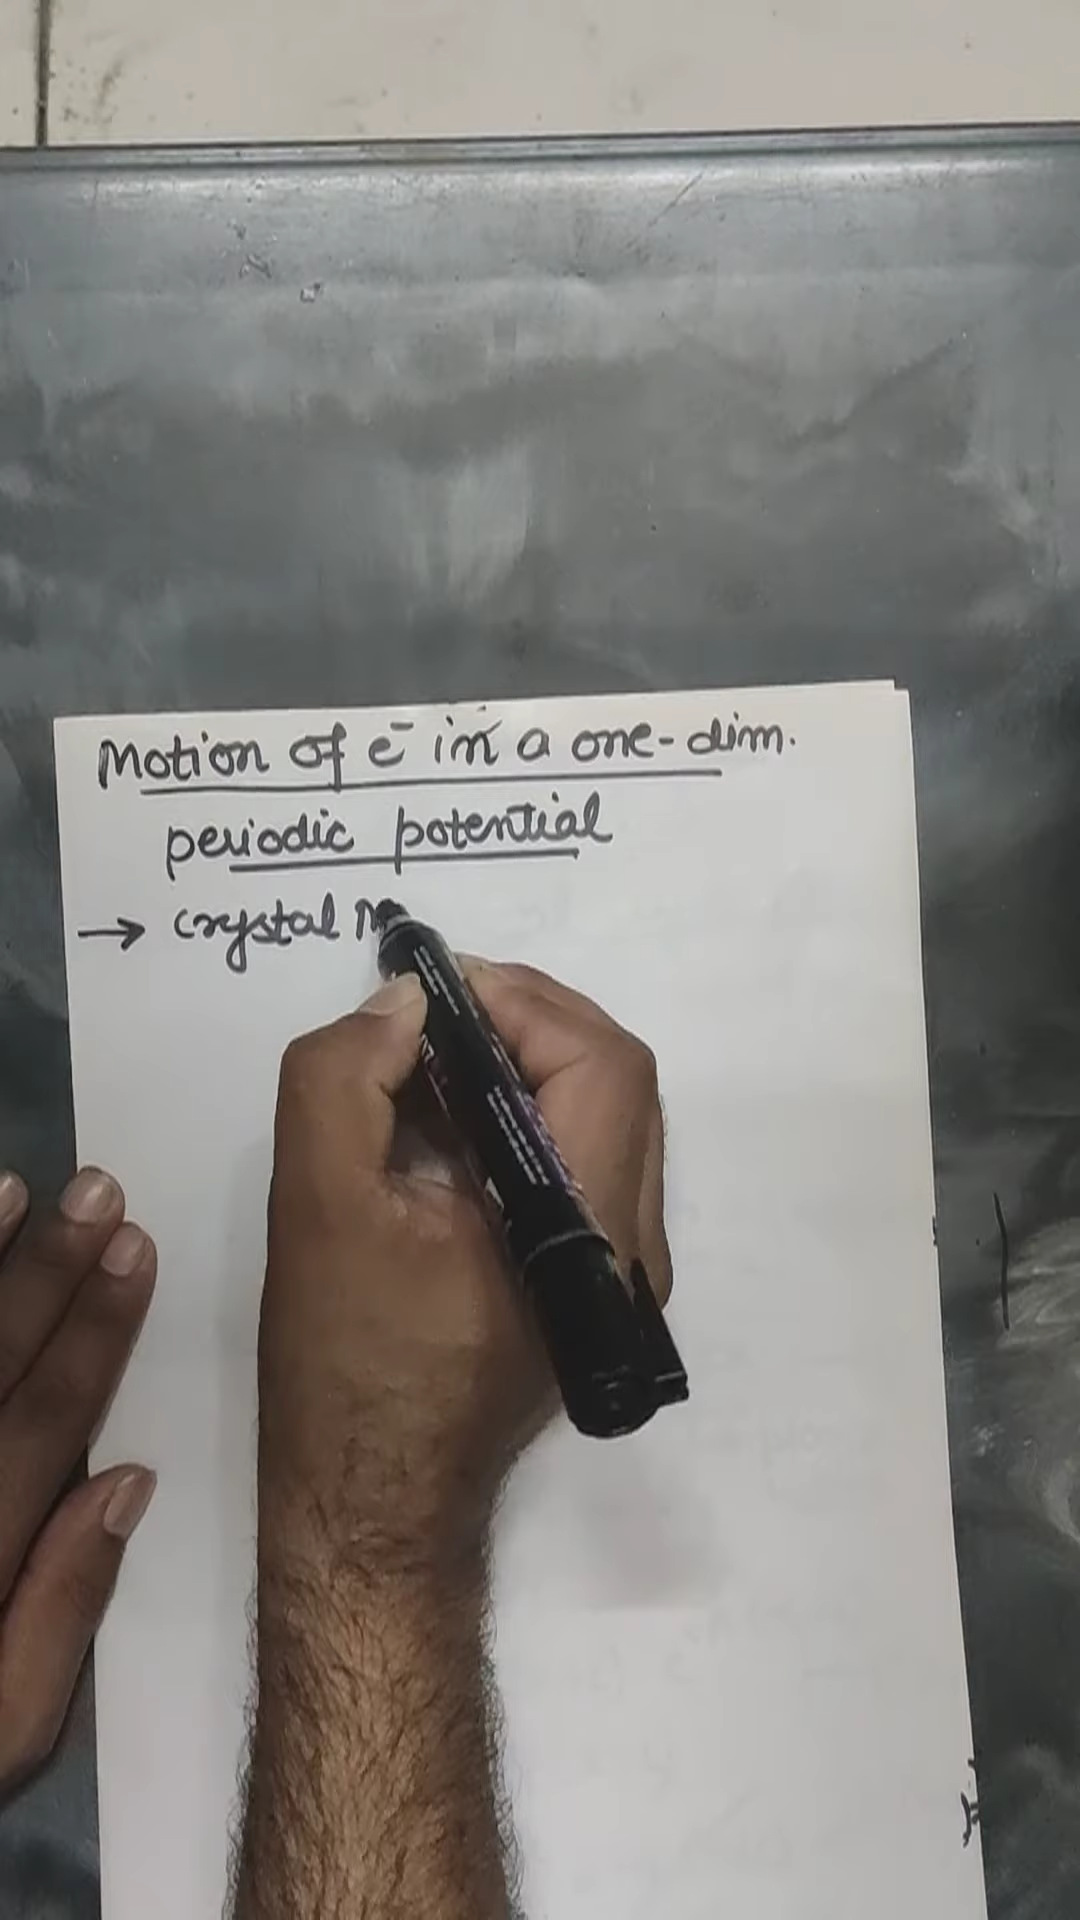 Motion of e⁻ in a one-dim.
periodic potential
→ crystal M